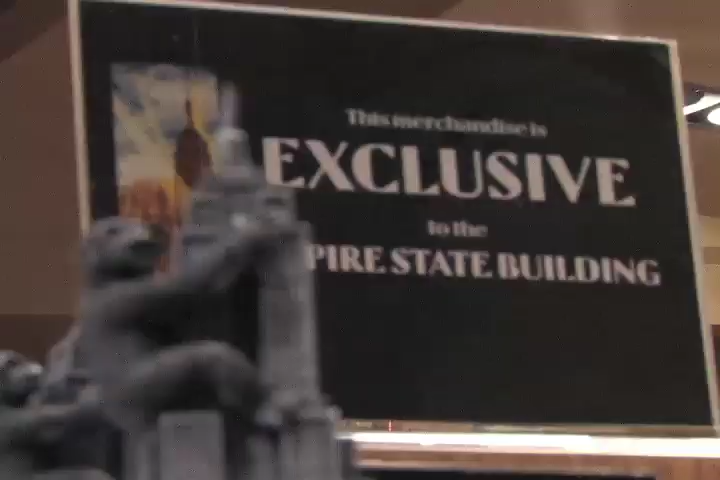 This merchandise is
EXCLUSIVE
to the
PIRE STATE BUILDING